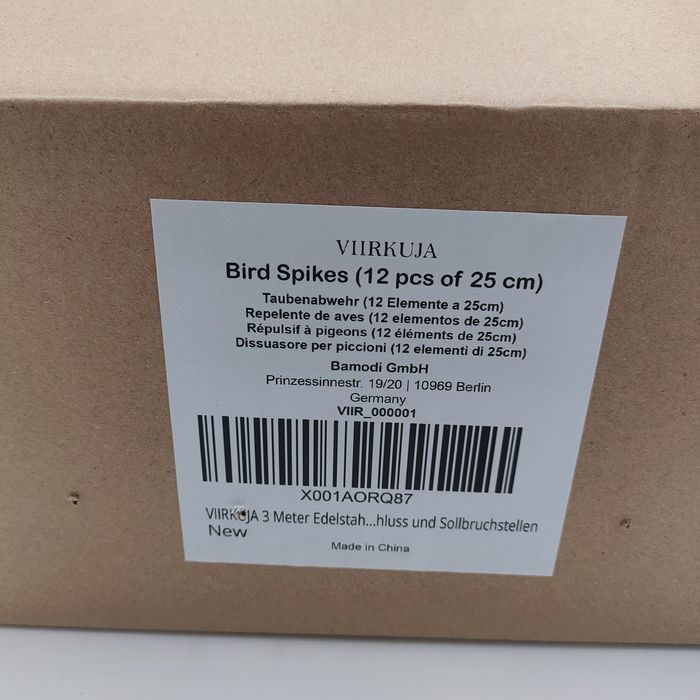 VIIRKUJA
Bird Spikes (12 pcs of 25 cm)
Taubenabwehr (12 Elemente a 25cm)
Repelente de aves (12 elementos de 25cm)
Répulsif à pigeons (12 éléments de 25cm)
Dissuasore per piccioni (12 elementi di 25cm)
Bamodi GmbH
Prinzessinnestr. 19/20 | 10969 Berlin
Germany
VIIR_000001
X001AORQ87
VIIRKUJA 3 Meter Edelstah...hluss und Sollbruchstellen
New
Made in China